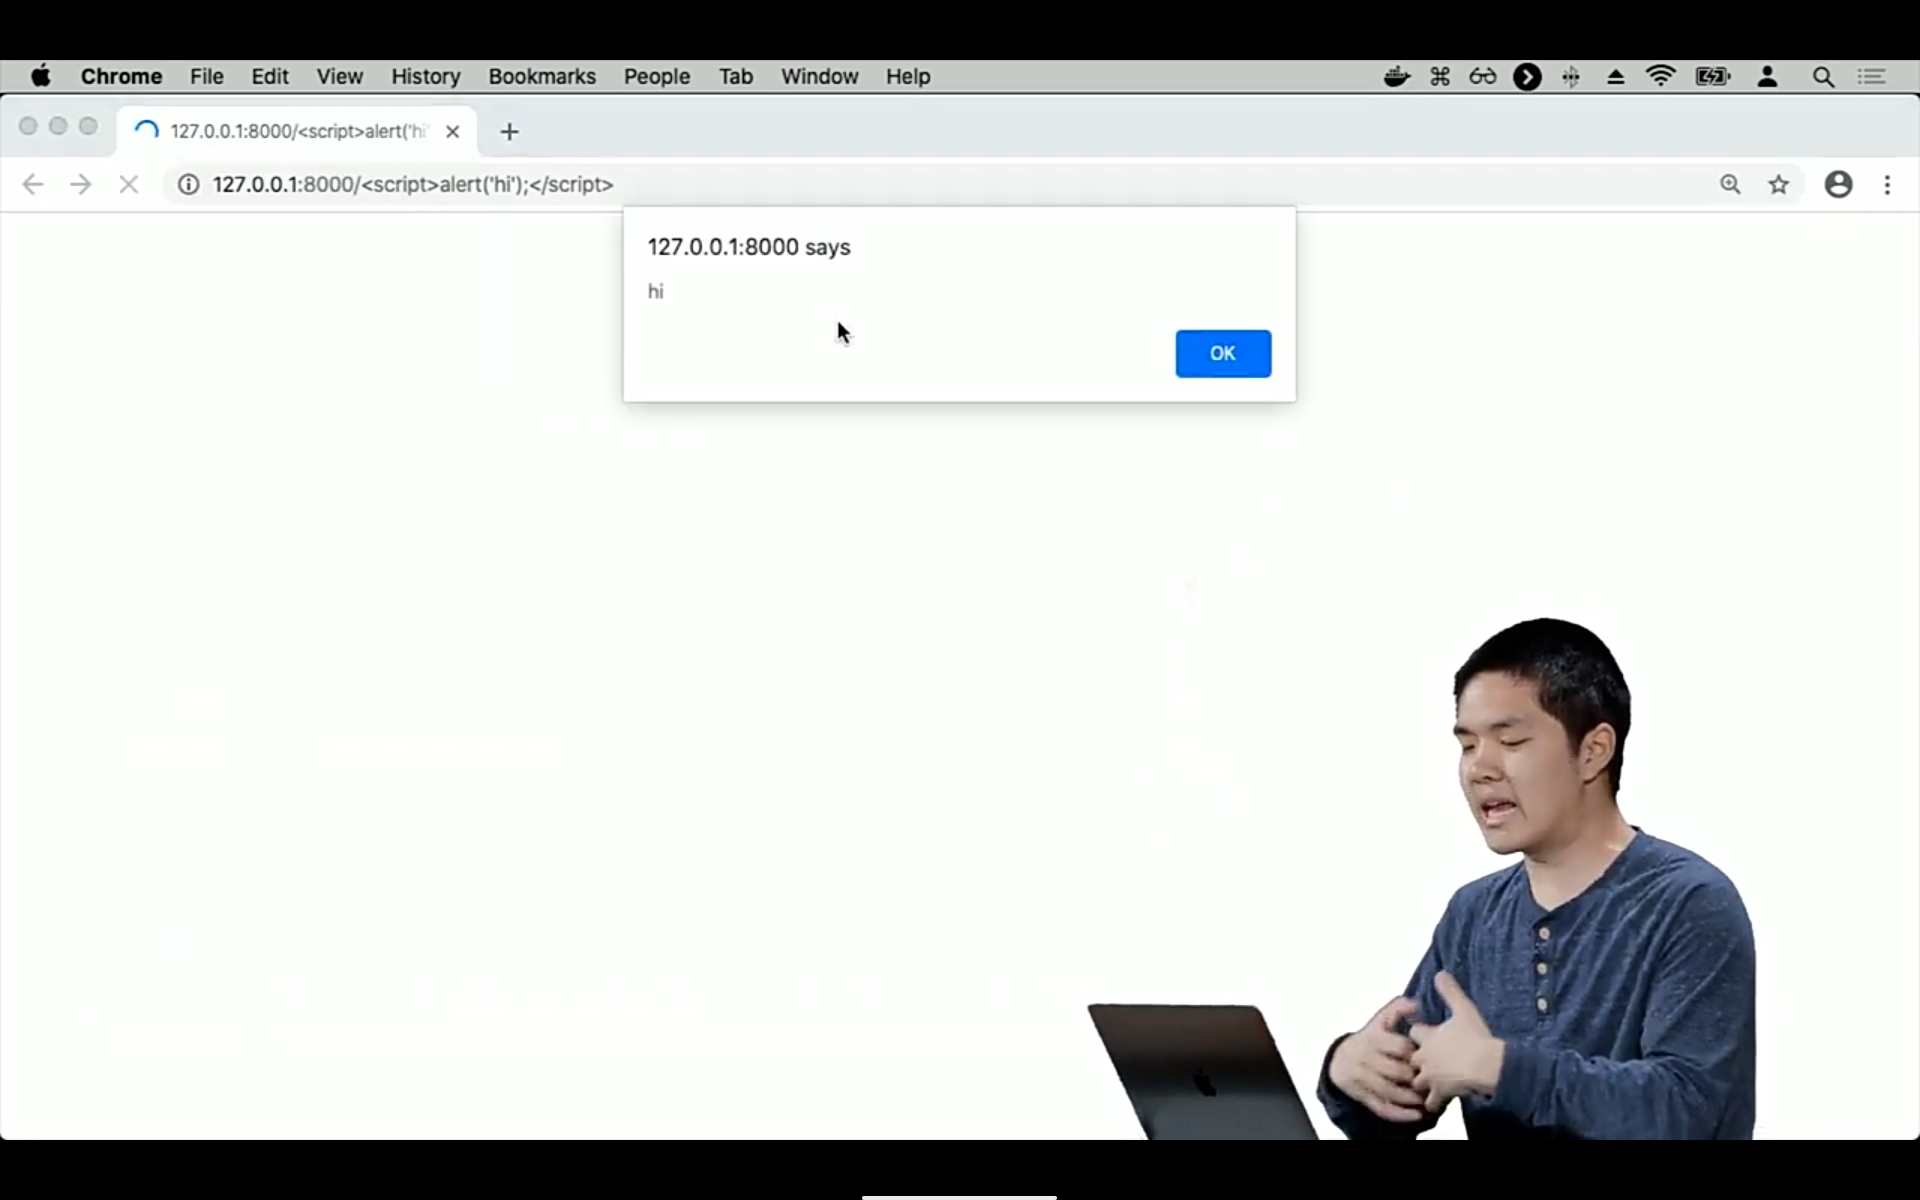 Chrome File Edit View History Bookmarks People Tab Window Help
127.0.0.1:8000/<script>alert('hi'
127.0.0.1:8000/<script>alert('hi');</script>
127.0.0.1:8000 says
hi
OK